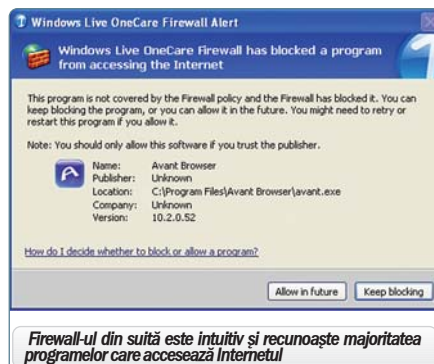 Windows Live OneCare Firewall Alert
Windows Live OneCare Firewall has blocked a program
from accessing the Internet
This program is not covered by the Firewall policy and the Firewall has blocked it. You can
keep blocking the program, or you can allow it in the future. You might need to retry or
restart this program if you allow it.
Note: You should only allow this software if you trust the publisher.
Name: Avant Browser
Publisher: Unknown
Location: C:\Program Files\Avant Browser\avant.exe
Company: Unknown
Version: 10.2.0.52
How do I decide whether to block or allow a program?
Allow in future Keep blocking
Firewall-ul din suită este intuitiv și recunoaște majoritatea
programelor care accesează Internetul